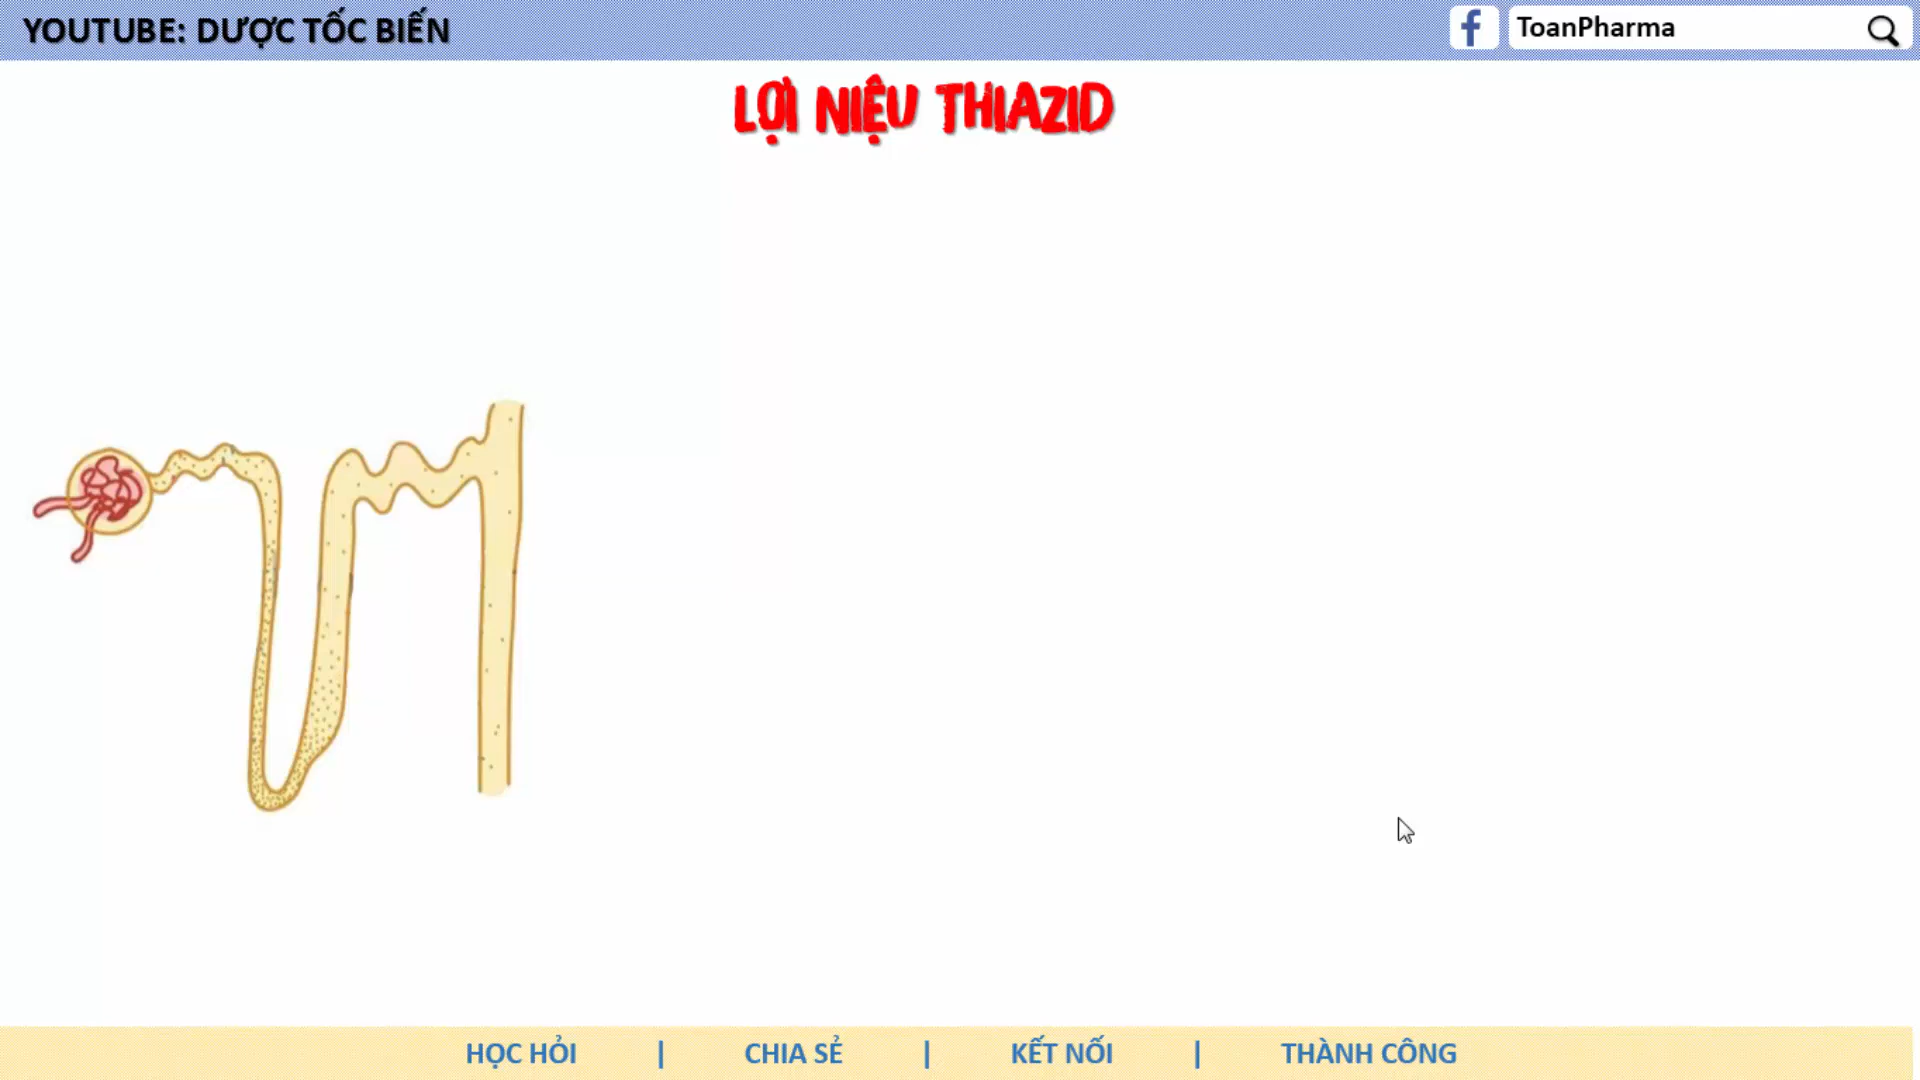 YOUTUBE: DƯỢC TỐC BIẾN
ToanPharma
LỢI NIỆU THIAZID
HỌC HỎI | CHIA SẺ | KẾT NỐI | THÀNH CÔNG